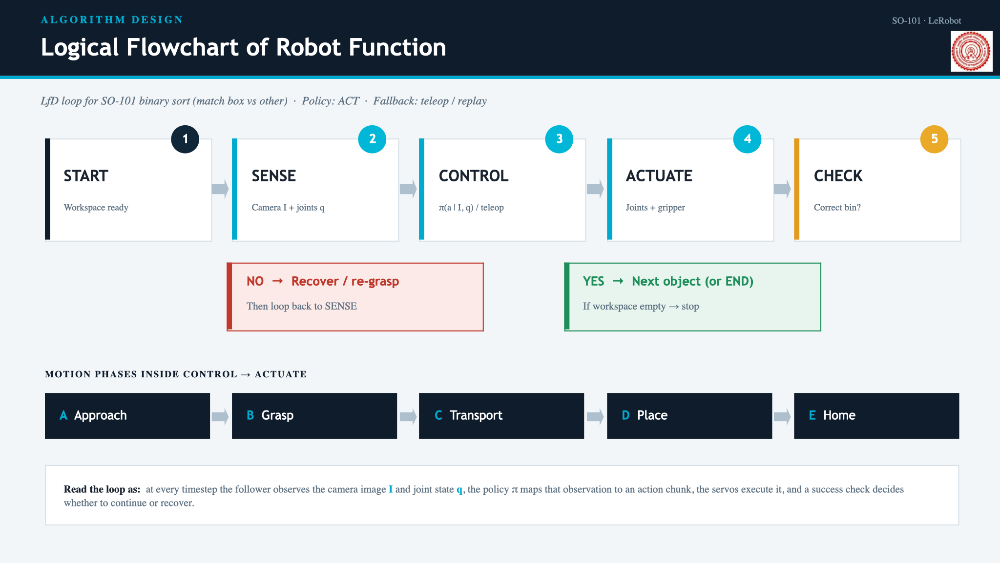 ALGORITHM DESIGN
SO-101 · LeRobot
Logical Flowchart of Robot Function
LfD loop for SO-101 binary sort (match box vs other) · Policy: ACT · Fallback: teleop / replay
1
START
Workspace ready
2
SENSE
Camera I + joints q
3
CONTROL
π(a | I, q) / teleop
4
ACTUATE
Joints + gripper
5
CHECK
Correct bin?
NO → Recover / re-grasp
Then loop back to SENSE
YES → Next object (or END)
If workspace empty → stop
MOTION PHASES INSIDE CONTROL → ACTUATE
A Approach
B Grasp
C Transport
D Place
E Home
Read the loop as: at every timestep the follower observes the camera image I and joint state q, the policy π maps that observation to an action chunk, the servos execute it, and a success check decides
whether to continue or recover.